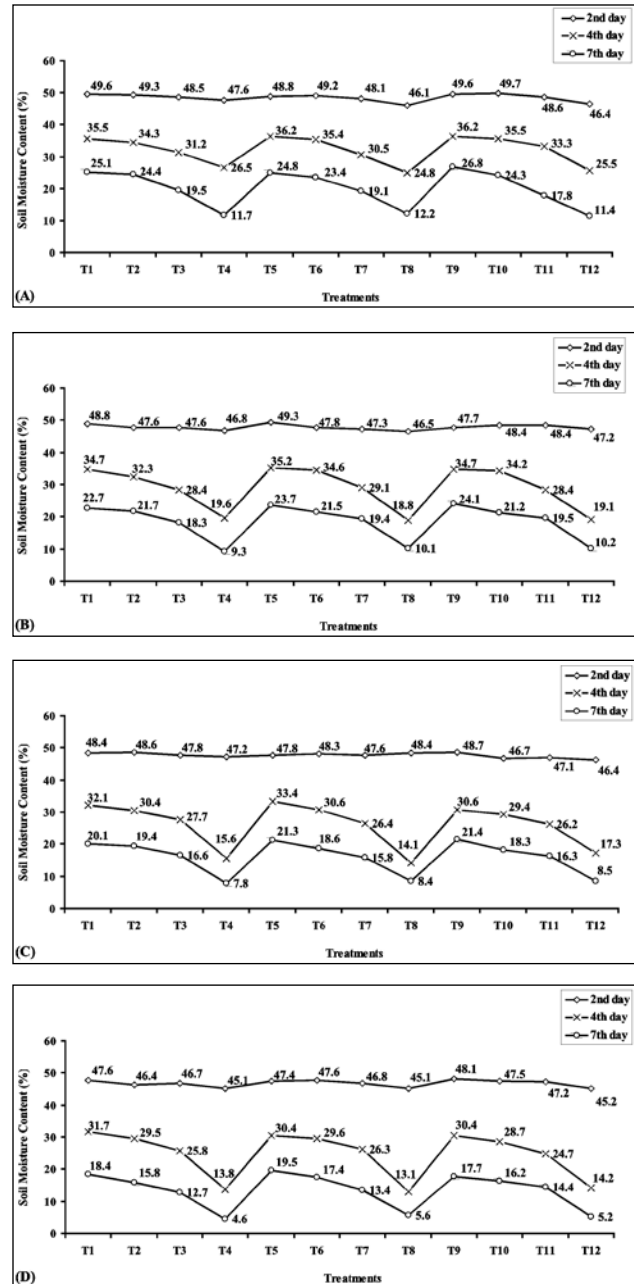 2nd day
4th day
7th day
Soil Moisture Content (%)
60
50
40
30
20
10
0
49.6 49.3 48.5 47.6 48.8 49.2 48.1 46.1 49.6 49.7 48.6 46.4
35.5 34.3 31.2 26.5 36.2 35.4 30.5 24.8 36.2 35.5 33.3 25.5
25.1 24.4 19.5 11.7 24.8 23.4 19.1 12.2 26.8 24.3 17.8 11.4
T1 T2 T3 T4 T5 T6 T7 T8 T9 T10 T11 T12
(A)
Treatments
2nd day
4th day
7th day
Soil Moisture Content (%)
60
50
40
30
20
10
0
48.8 47.6 47.6 46.8 49.3 47.8 47.3 46.5 47.7 48.4 48.4 47.2
34.7 32.3 28.4 19.6 35.2 34.6 29.1 18.8 34.7 34.2 28.4 19.1
22.7 21.7 18.3 9.3 23.7 21.5 19.4 10.1 24.1 21.2 19.5 10.2
T1 T2 T3 T4 T5 T6 T7 T8 T9 T10 T11 T12
(B)
Treatments
2nd day
4th day
7th day
Soil Moisture Content (%)
60
50
40
30
20
10
0
48.4 48.6 47.8 47.2 47.8 48.3 47.6 48.4 48.7 46.7 47.1 46.4
32.1 30.4 27.7 15.6 33.4 30.6 26.4 14.1 30.6 29.4 26.2 17.3
20.1 19.4 16.6 7.8 21.3 18.6 15.8 8.4 21.4 18.3 16.3 8.5
T1 T2 T3 T4 T5 T6 T7 T8 T9 T10 T11 T12
(C)
Treatments
2nd day
4th day
7th day
Soil Moisture Content (%)
60
50
40
30
20
10
0
47.6 46.4 46.7 45.1 47.4 47.6 46.8 45.1 48.1 47.5 47.2 45.2
31.7 29.5 25.8 13.8 30.4 29.6 26.3 13.1 30.4 28.7 24.7 14.2
18.4 15.8 12.7 4.6 19.5 17.4 13.4 5.6 17.7 16.2 14.4 5.2
T1 T2 T3 T4 T5 T6 T7 T8 T9 T10 T11 T12
(D)
Treatments